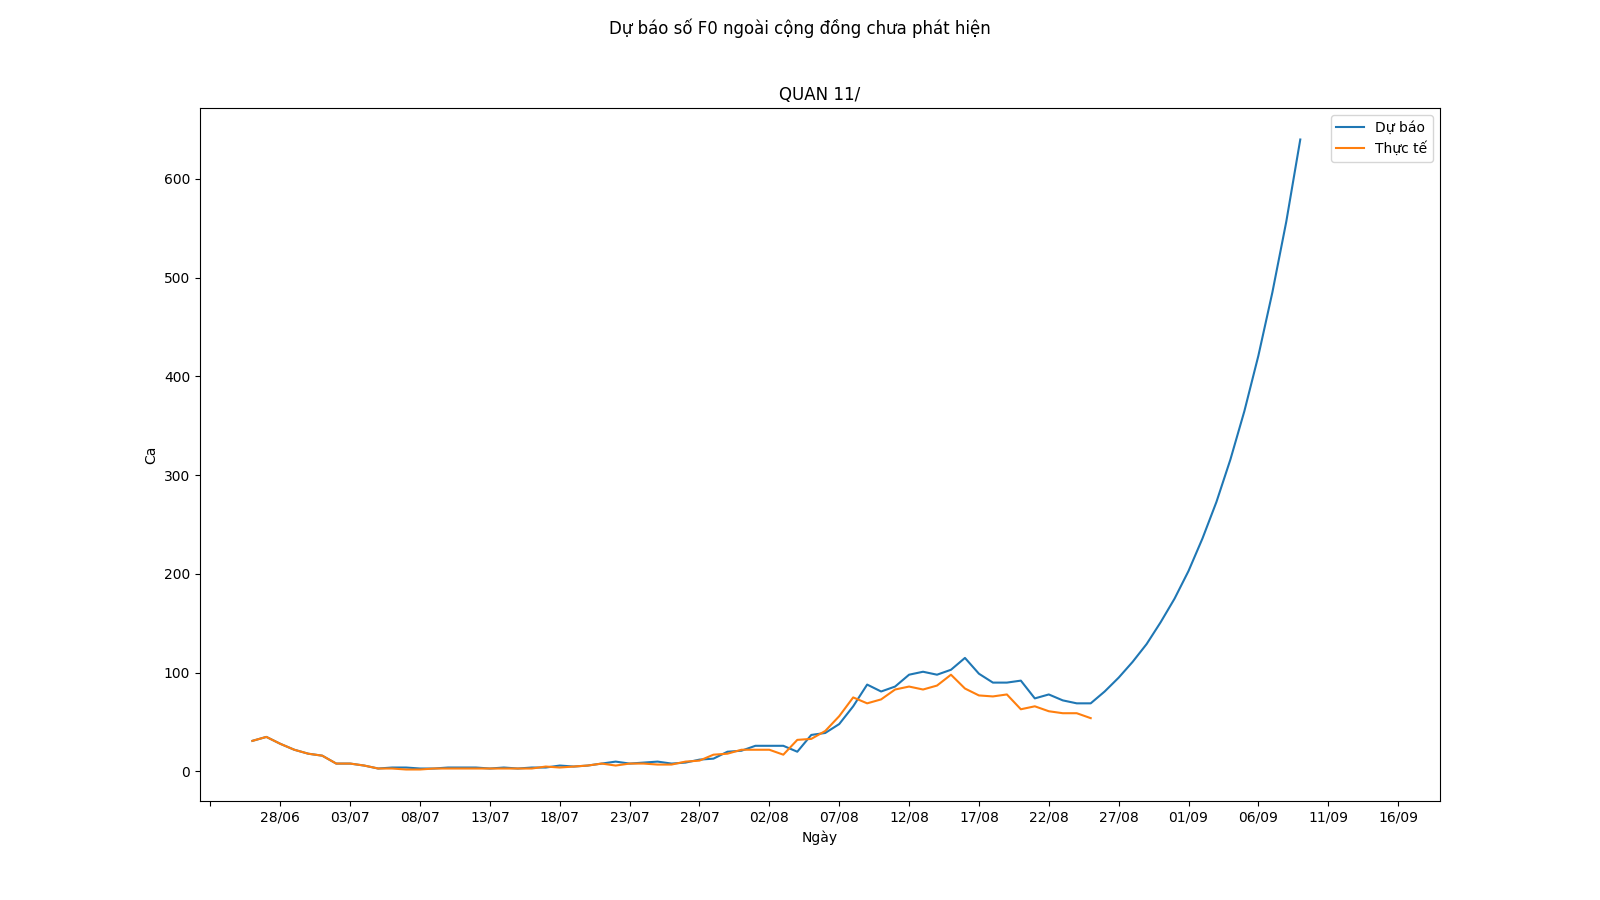 Dự báo số F0 ngoài cộng đồng chưa phát hiện
QUAN 11/
Dự báo
Thực tế
600
500
400
300
200
100
0
Ca
28/06 03/07 08/07 13/07 18/07 23/07 28/07 02/08 07/08 12/08 17/08 22/08 27/08 01/09 06/09 11/09 16/09
Ngày